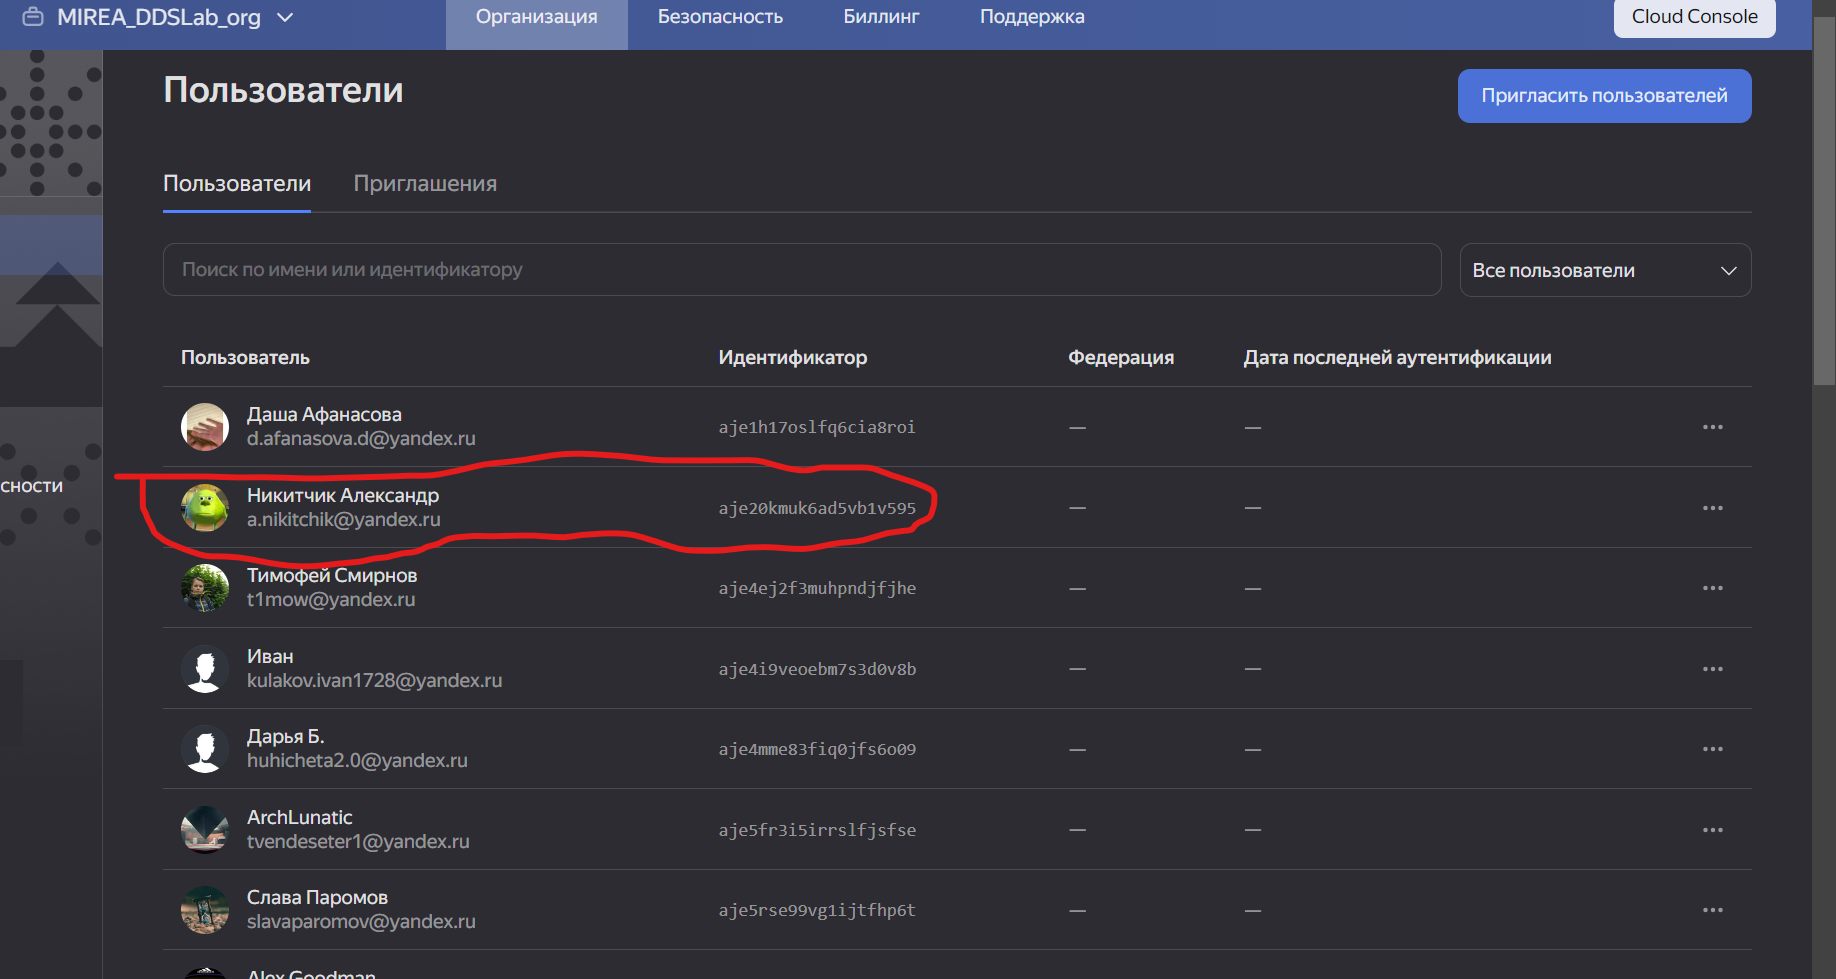 MIREA_DDSLab_org
Организация
Безопасность
Биллинг
Поддержка
Cloud Console
Пользователи
Пригласить пользователей
Пользователи
Приглашения
Поиск по имени или идентификатору
Все пользователи
Пользователь
Идентификатор
Федерация
Дата последней аутентификации
Даша Афанасова
d.afanasova.d@yandex.ru
aje1h17oslfq6cia8roi
—
—
сности
Никитчик Александр
a.nikitchik@yandex.ru
aje20kmuk6ad5vb1v595
—
—
Тимофей Смирнов
t1mow@yandex.ru
aje4ej2f3muhpndjfjhe
—
—
Иван
kulakov.ivan1728@yandex.ru
aje4i9veoebm7s3d0v8b
—
—
Дарья Б.
huhicheta2.0@yandex.ru
aje4mme83fiq0jfs6o09
—
—
ArchLunatic
tvendeseter1@yandex.ru
aje5fr3i5irrslfjsfse
—
—
Слава Паромов
slavaparomov@yandex.ru
aje5rse99vg1ijtfhp6t
—
—
Alex Goodman